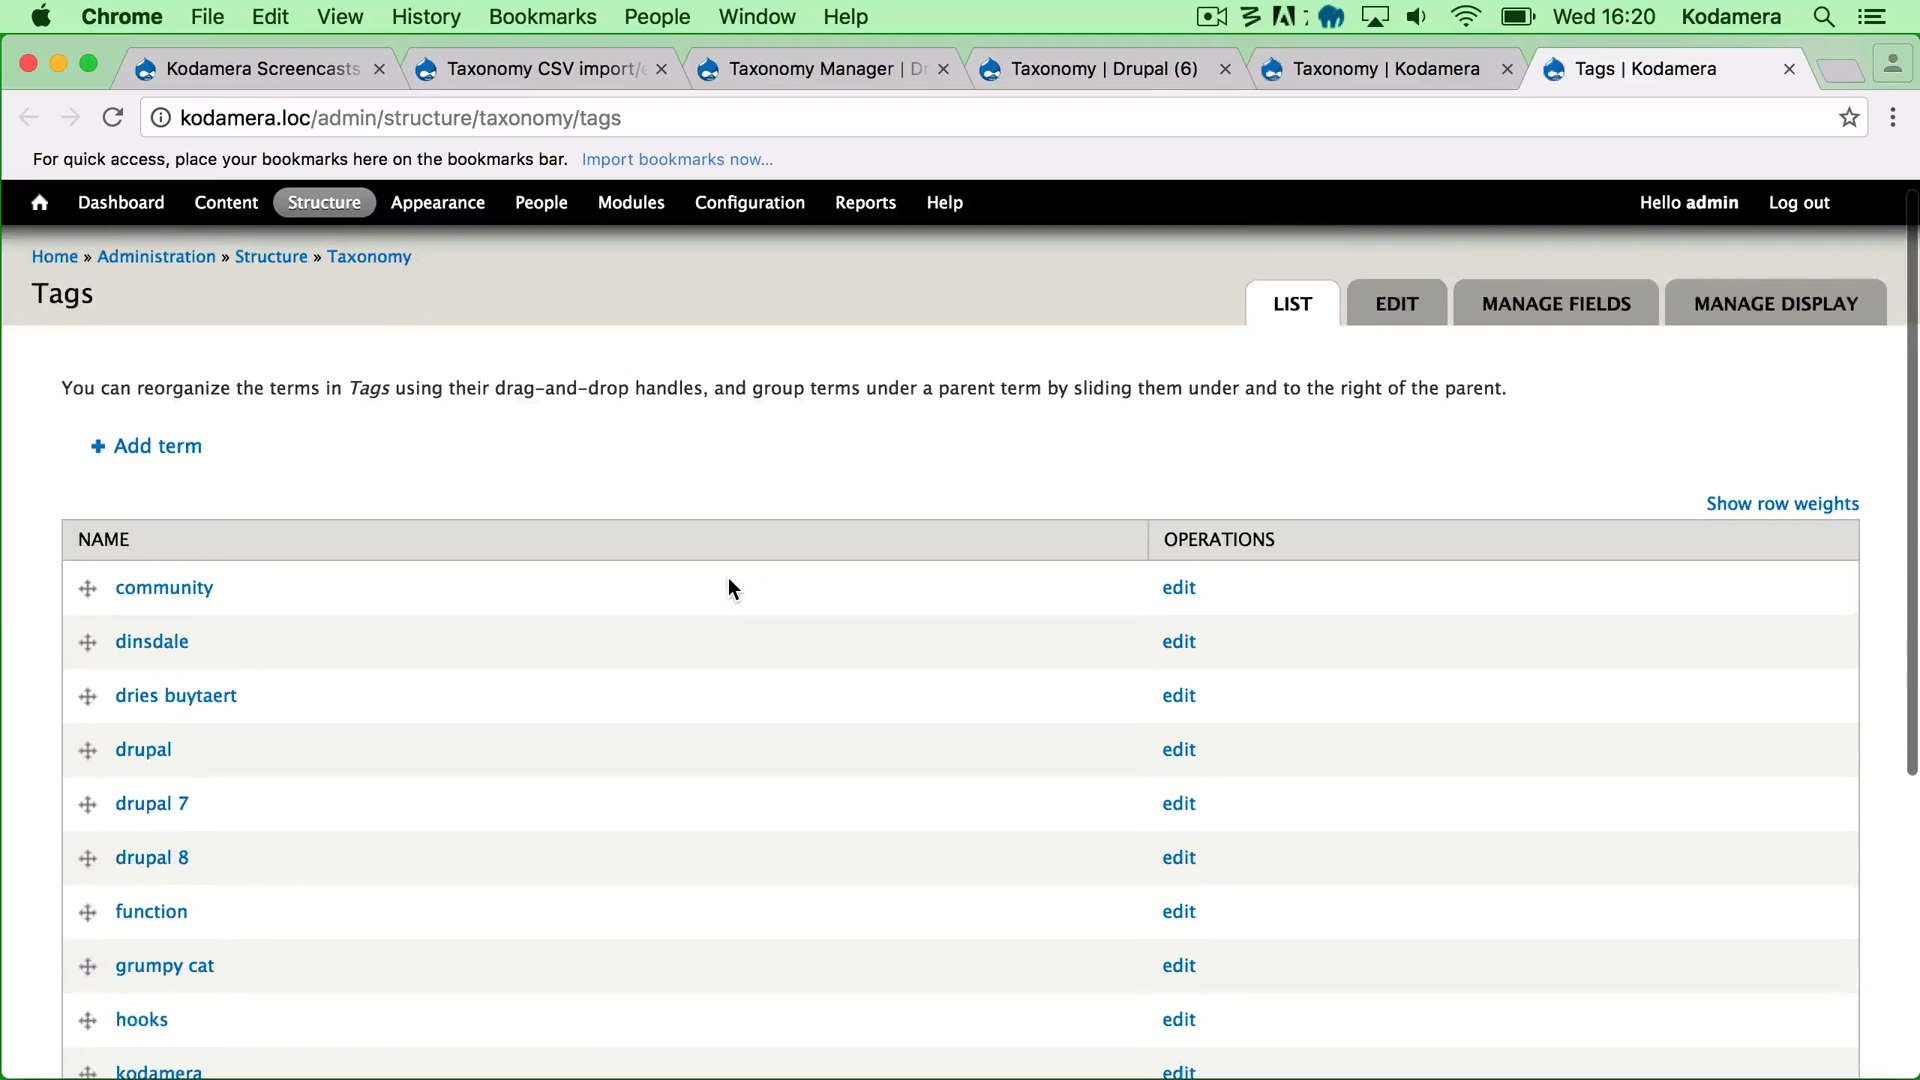 Chrome File Edit View History Bookmarks People Window Help Wed 16:20 Kodamera
Kodamera Screencasts Taxonomy CSV import/e Taxonomy Manager | Dr Taxonomy | Drupal (6) Taxonomy | Kodamera Tags | Kodamera
kodamera.loc/admin/structure/taxonomy/tags
For quick access, place your bookmarks here on the bookmarks bar. Import bookmarks now...
Dashboard Content Structure Appearance People Modules Configuration Reports Help Hello admin Log out
Home » Administration » Structure » Taxonomy
Tags
LIST EDIT MANAGE FIELDS MANAGE DISPLAY
You can reorganize the terms in Tags using their drag-and-drop handles, and group terms under a parent term by sliding them under and to the right of the parent.
+ Add term
Show row weights
NAME OPERATIONS
community edit
dinsdale edit
dries buytaert edit
drupal edit
drupal 7 edit
drupal 8 edit
function edit
grumpy cat edit
hooks edit
kodamera edit